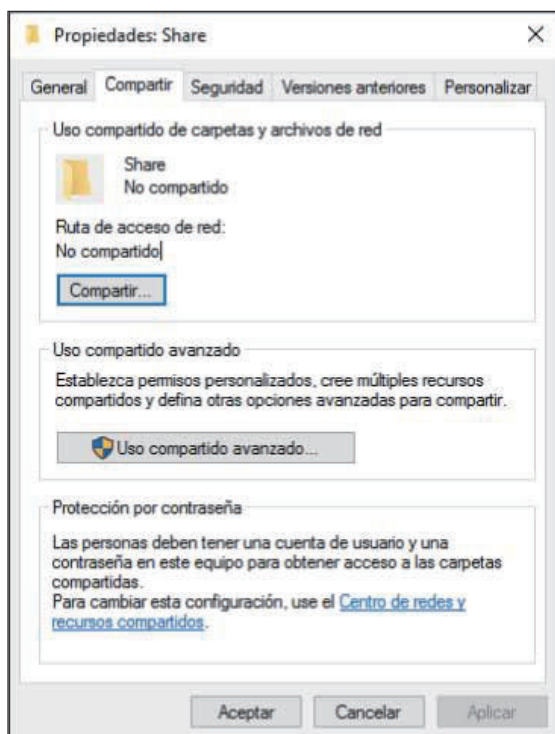 Propiedades: Share
General Compartir Seguridad Versiones anteriores Personalizar
Uso compartido de carpetas y archivos de red
Share
No compartido
Ruta de acceso de red:
No compartido
Compartir...
Uso compartido avanzado
Establezca permisos personalizados, cree múltiples recursos
compartidos y defina otras opciones avanzadas para compartir.
Uso compartido avanzado...
Protección por contraseña
Las personas deben tener una cuenta de usuario y una
contraseña en este equipo para obtener acceso a las carpetas
compartidas.
Para cambiar esta configuración, use el Centro de redes y
recursos compartidos.
Aceptar Cancelar Aplicar